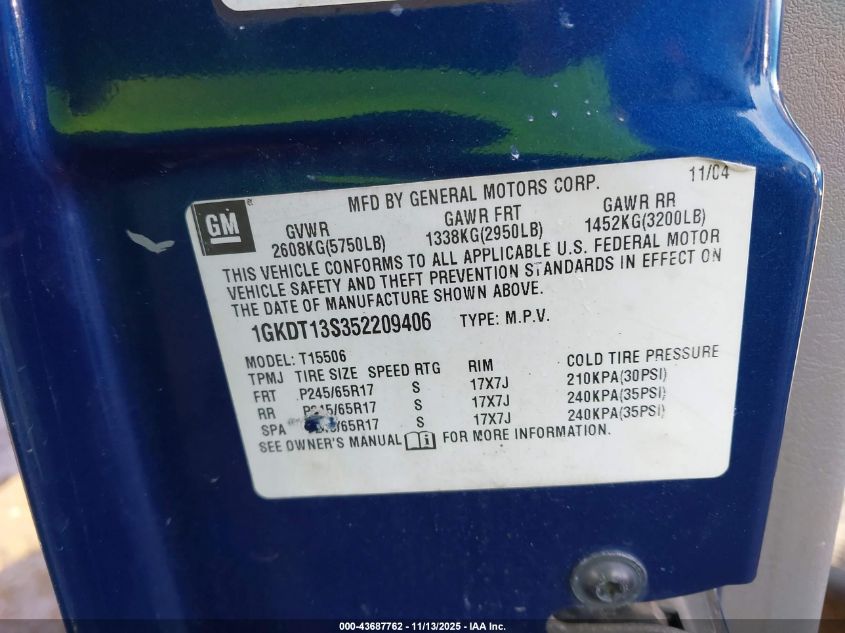 11/04
MFD BY GENERAL MOTORS CORP.
GM
GVWR GAWR FRT GAWR RR
2608KG(5750LB) 1338KG(2950LB) 1452KG(3200LB)
THIS VEHICLE CONFORMS TO ALL APPLICABLE U.S. FEDERAL MOTOR
VEHICLE SAFETY AND THEFT PREVENTION STANDARDS IN EFFECT ON
THE DATE OF MANUFACTURE SHOWN ABOVE.
1GKDT13S352209406 TYPE: M.P.V.
MODEL: T15506
TPMJ TIRE SIZE SPEED RTG RIM COLD TIRE PRESSURE
FRT P245/65R17 S 17X7J 210KPA(30PSI)
RR P245/65R17 S 17X7J 240KPA(35PSI)
SPA /65R17 S 17X7J 240KPA(35PSI)
SEE OWNER'S MANUAL FOR MORE INFORMATION.
000-43687762 - 11/13/2025 - IAA Inc.